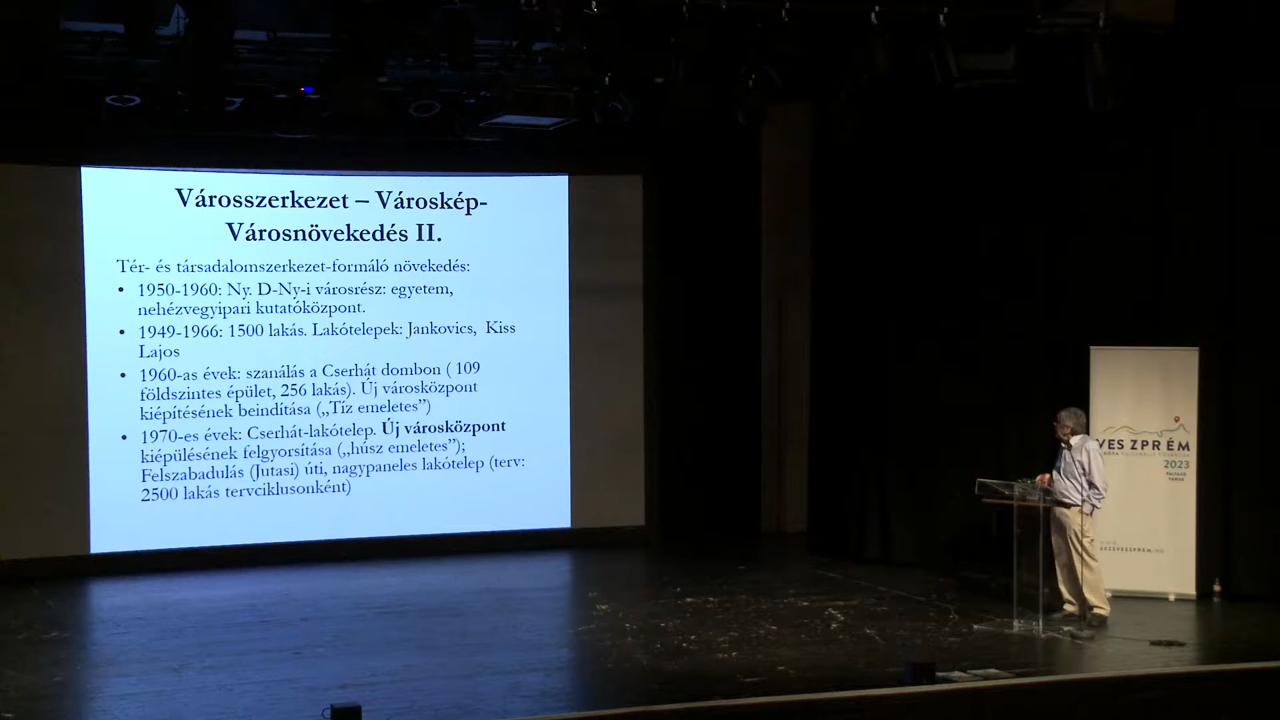 Városszerkezet – Városkép-
Városnövekedés II.
Tér- és társadalomszerkezet-formáló növekedés:
• 1950-1960: Ny. D-Ny-i városrész: egyetem,
nehézvegyipari kutatóközpont.
• 1949-1966: 1500 lakás. Lakótelepek: Jankovics, Kiss
Lajos
• 1960-as évek: szanálás a Cserhát dombon ( 109
földszintes épület, 256 lakás). Új városközpont
kiépítésének beindítása („Tíz emeletes”)
• 1970-es évek: Cserhát-lakótelep. Új városközpont
kiépülésének felgyorsítása („húsz emeletes”);
Felszabadulás (Jutasi) úti, nagypaneles lakótelep (terv:
2500 lakás tervciklusonként)
VESZPRÉM
2023